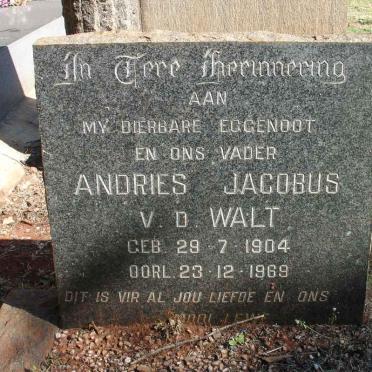 In Tere Herinnering
AAN
MY DIERBARE EGGENOOT
EN ONS VADER
ANDRIES JACOBUS
V. D. WALT
GEB. 29 - 7 - 1904
OORL. 23 - 12 - 1969
DIT IS VIR AL JOU LIEFDE EN ONS